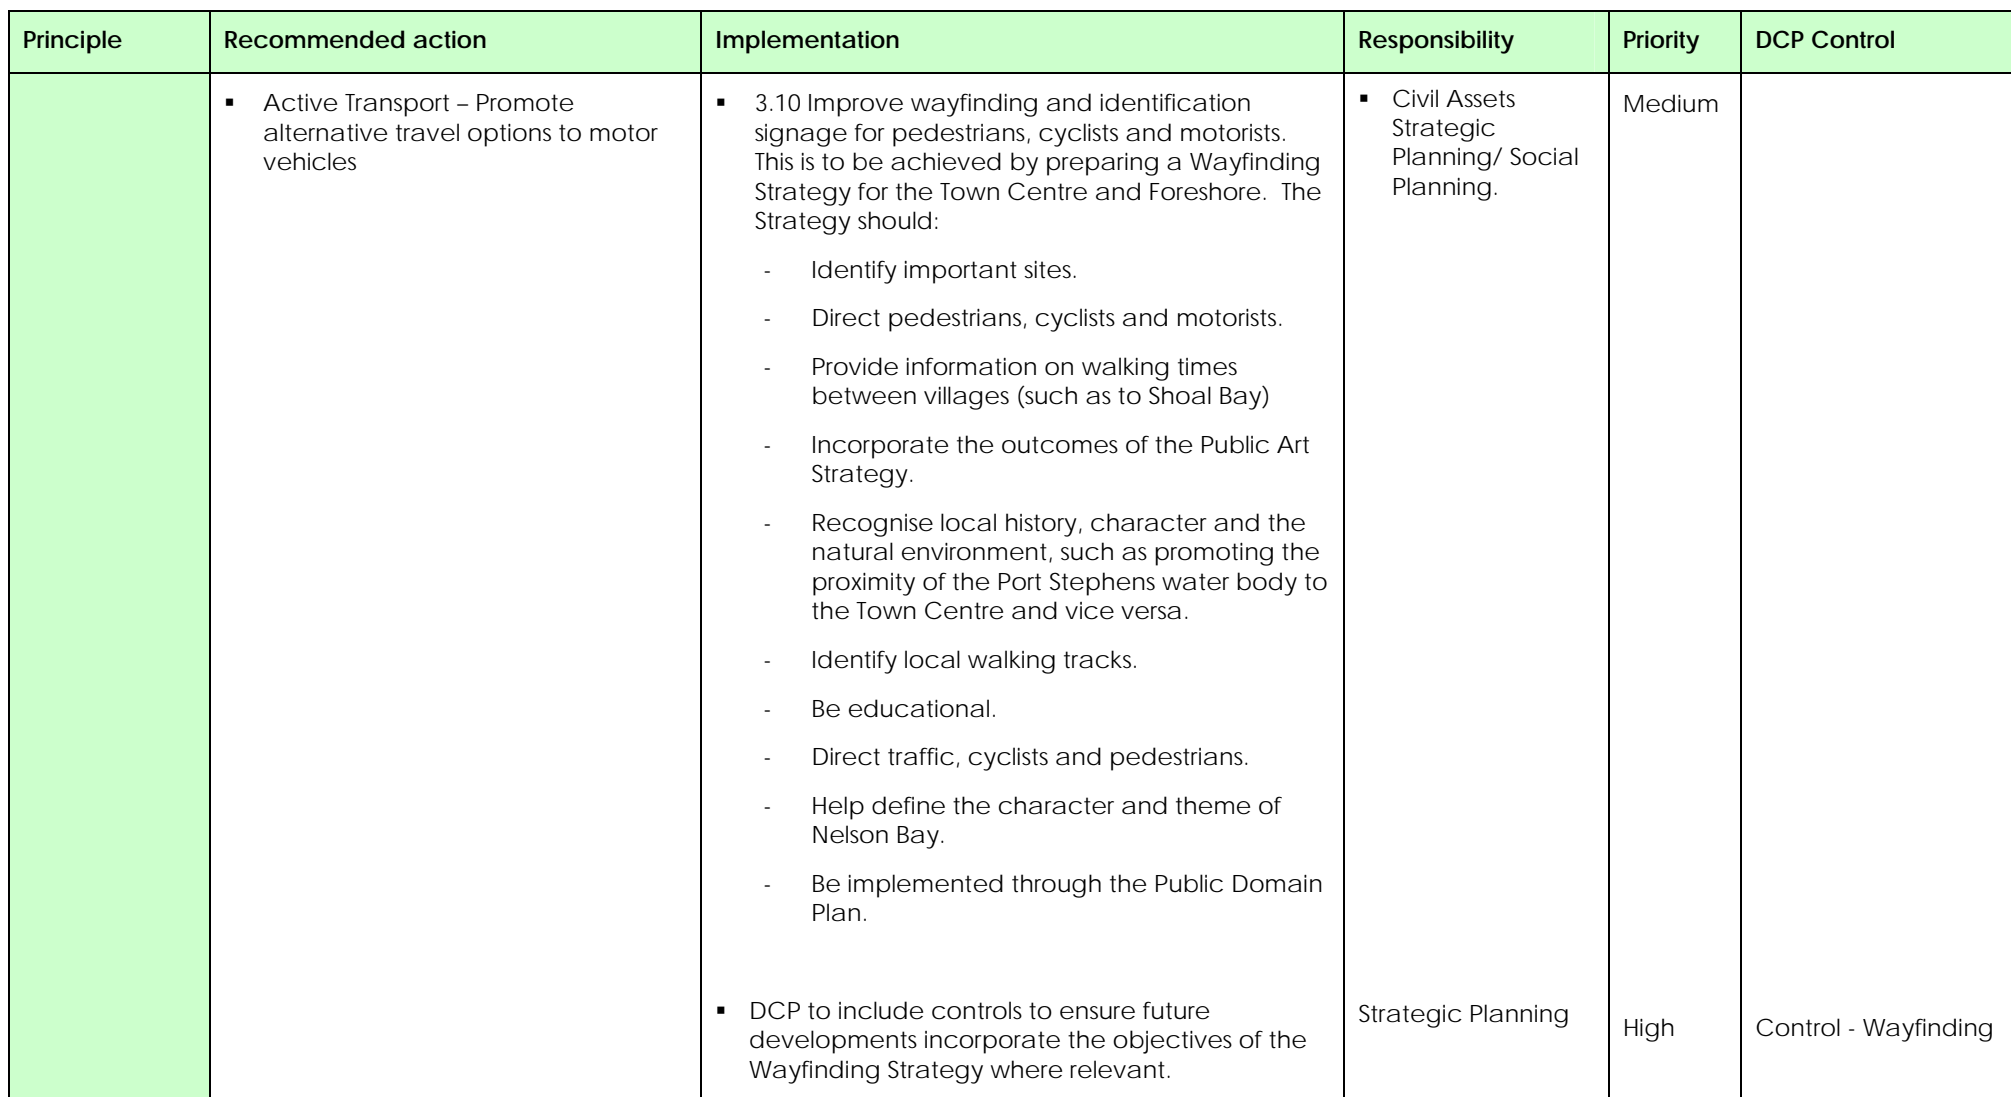 Principle
Recommended action
Implementation
Responsibility
Priority
DCP Control
▪ Active Transport – Promote
alternative travel options to motor
vehicles
▪ 3.10 Improve wayfinding and identification
signage for pedestrians, cyclists and motorists.
This is to be achieved by preparing a Wayfinding
Strategy for the Town Centre and Foreshore. The
Strategy should:
- Identify important sites.
- Direct pedestrians, cyclists and motorists.
- Provide information on walking times
between villages (such as to Shoal Bay)
- Incorporate the outcomes of the Public Art
Strategy.
- Recognise local history, character and the
natural environment, such as promoting the
proximity of the Port Stephens water body to
the Town Centre and vice versa.
- Identify local walking tracks.
- Be educational.
- Direct traffic, cyclists and pedestrians.
- Help define the character and theme of
Nelson Bay.
- Be implemented through the Public Domain
Plan.
▪ Civil Assets
Strategic
Planning/ Social
Planning.
Medium
▪ DCP to include controls to ensure future
developments incorporate the objectives of the
Wayfinding Strategy where relevant.
Strategic Planning
High
Control - Wayfinding